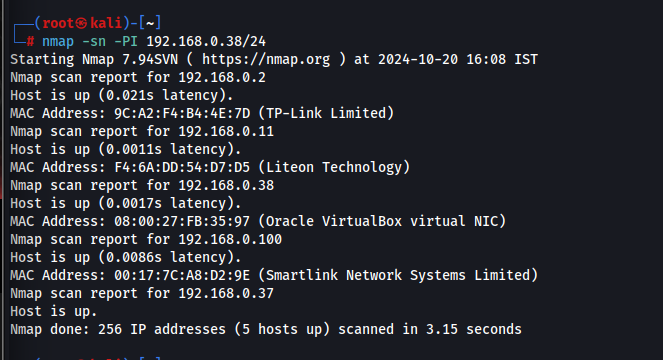 (root㉿kali)-[~]
# nmap -sn -PI 192.168.0.38/24
Starting Nmap 7.94SVN ( https://nmap.org ) at 2024-10-20 16:08 IST
Nmap scan report for 192.168.0.2
Host is up (0.021s latency).
MAC Address: 9C:A2:F4:B4:4E:7D (TP-Link Limited)
Nmap scan report for 192.168.0.11
Host is up (0.0011s latency).
MAC Address: F4:6A:DD:54:D7:D5 (Liteon Technology)
Nmap scan report for 192.168.0.38
Host is up (0.0017s latency).
MAC Address: 08:00:27:FB:35:97 (Oracle VirtualBox virtual NIC)
Nmap scan report for 192.168.0.100
Host is up (0.0086s latency).
MAC Address: 00:17:7C:A8:D2:9E (Smartlink Network Systems Limited)
Nmap scan report for 192.168.0.37
Host is up.
Nmap done: 256 IP addresses (5 hosts up) scanned in 3.15 seconds